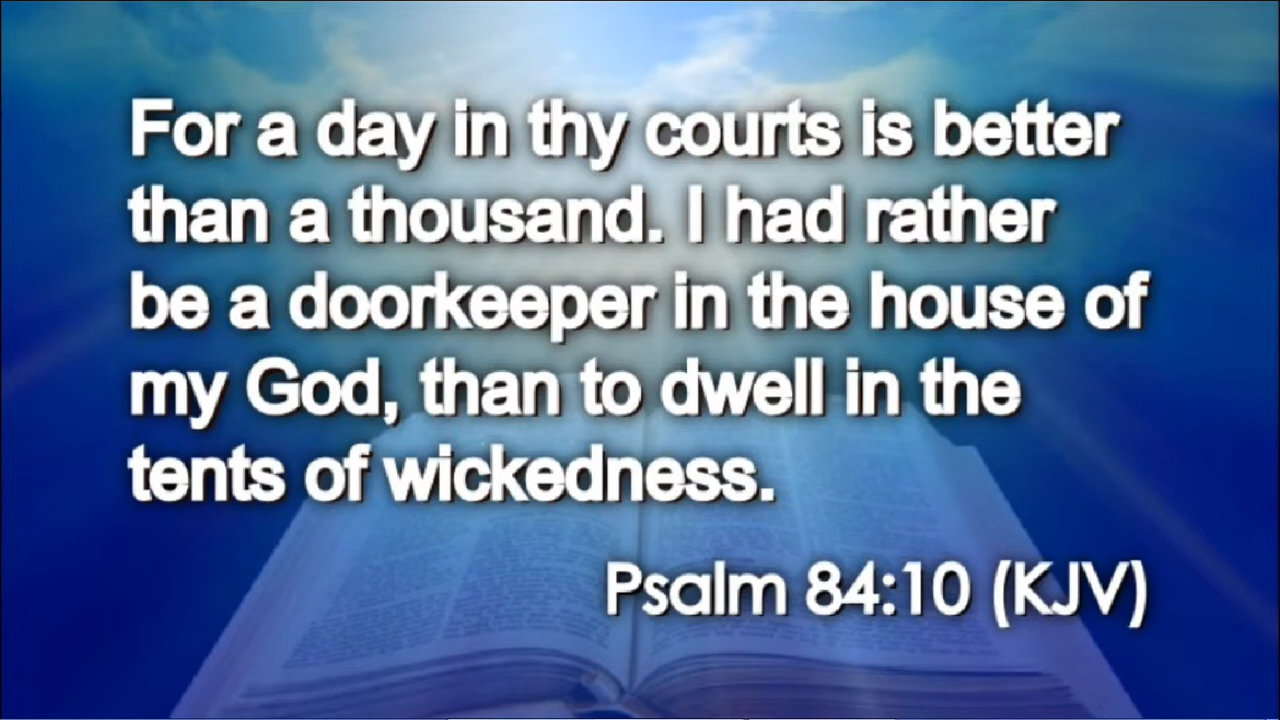 For a day in thy courts is better
than a thousand. I had rather
be a doorkeeper in the house of
my God, than to dwell in the
tents of wickedness.
Psalm 84:10 (KJV)